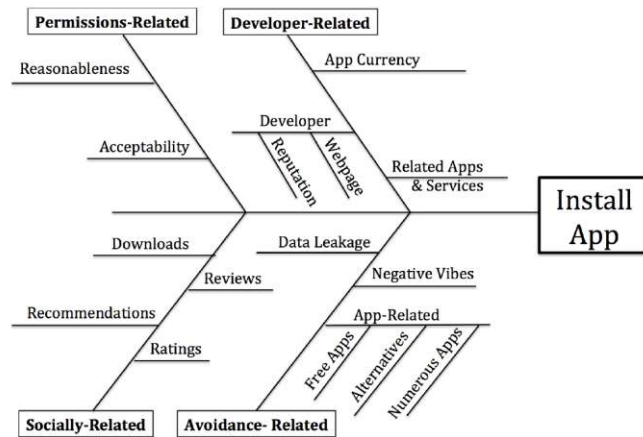 Permissions-Related
Developer-Related
Reasonableness
App Currency
Developer
Acceptability
Reputation
Webpage
Related Apps
& Services
Install
App
Downloads
Data Leakage
Reviews
Negative Vibes
Recommendations
App-Related
Ratings
Free Apps
Alternatives
Numerous Apps
Socially-Related
Avoidance- Related